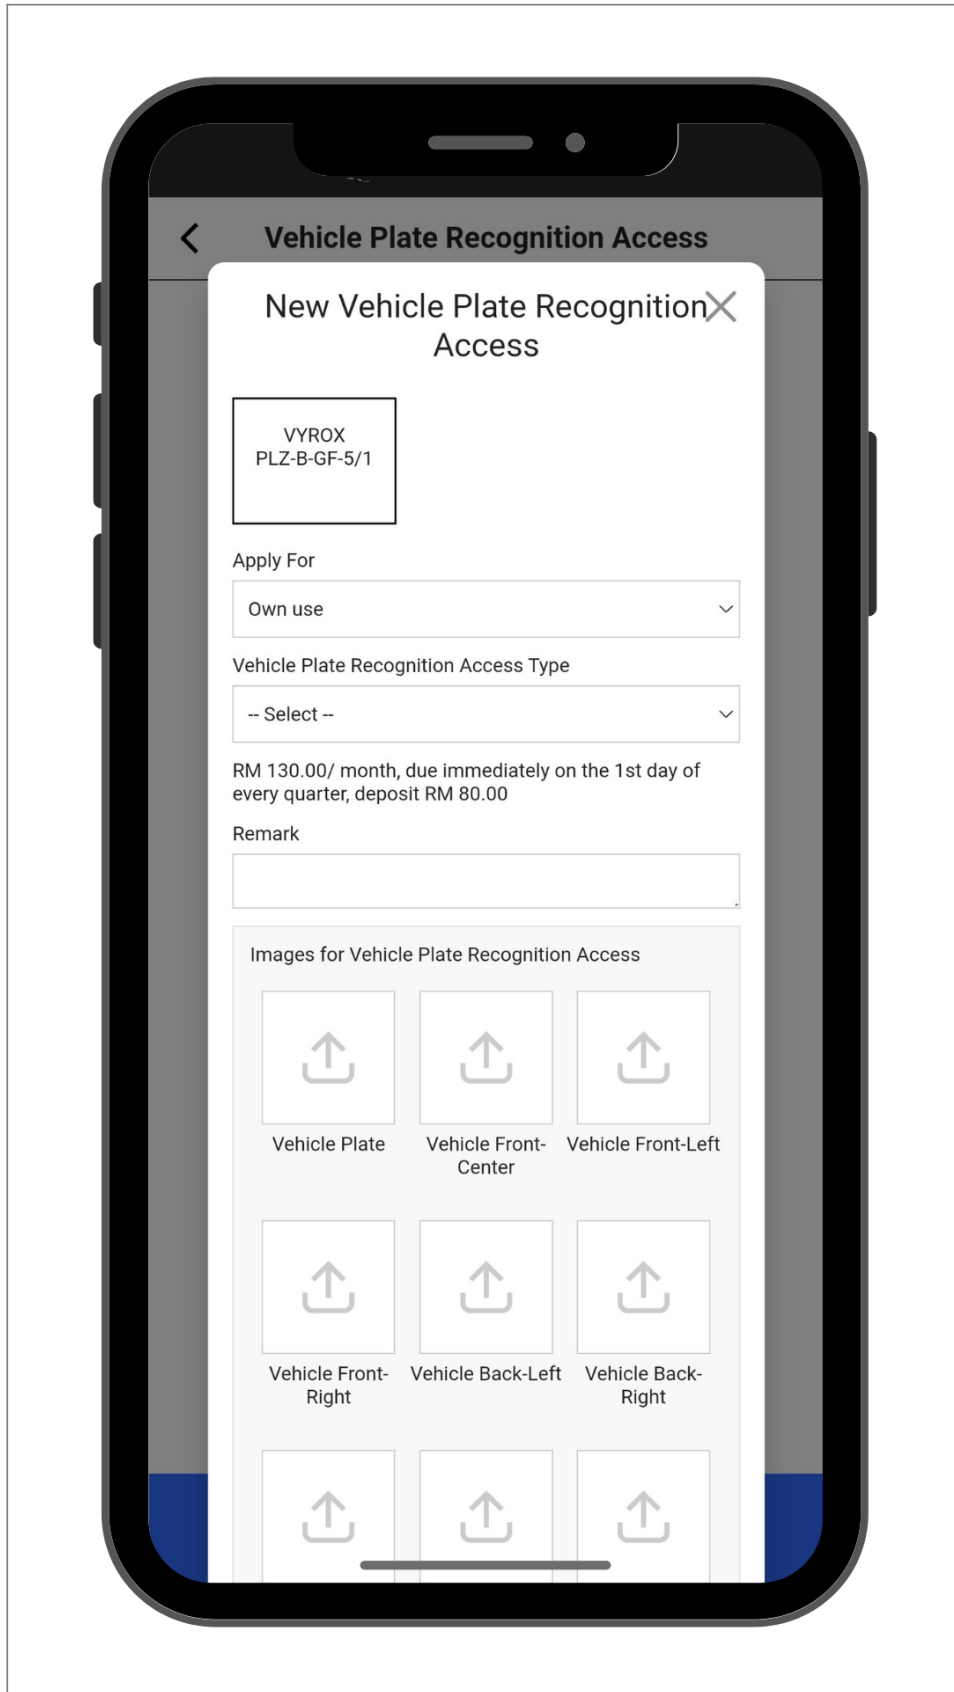 Vehicle Plate Recognition Access
New Vehicle Plate Recognition
Access
VYROX
PLZ-B-GF-5/1
Apply For
Own use
Vehicle Plate Recognition Access Type
-- Select --
RM 130.00/ month, due immediately on the 1st day of
every quarter, deposit RM 80.00
Remark
Images for Vehicle Plate Recognition Access
Vehicle Plate
Vehicle Front-
Center
Vehicle Front-Left
Vehicle Front-
Right
Vehicle Back-Left
Vehicle Back-
Right